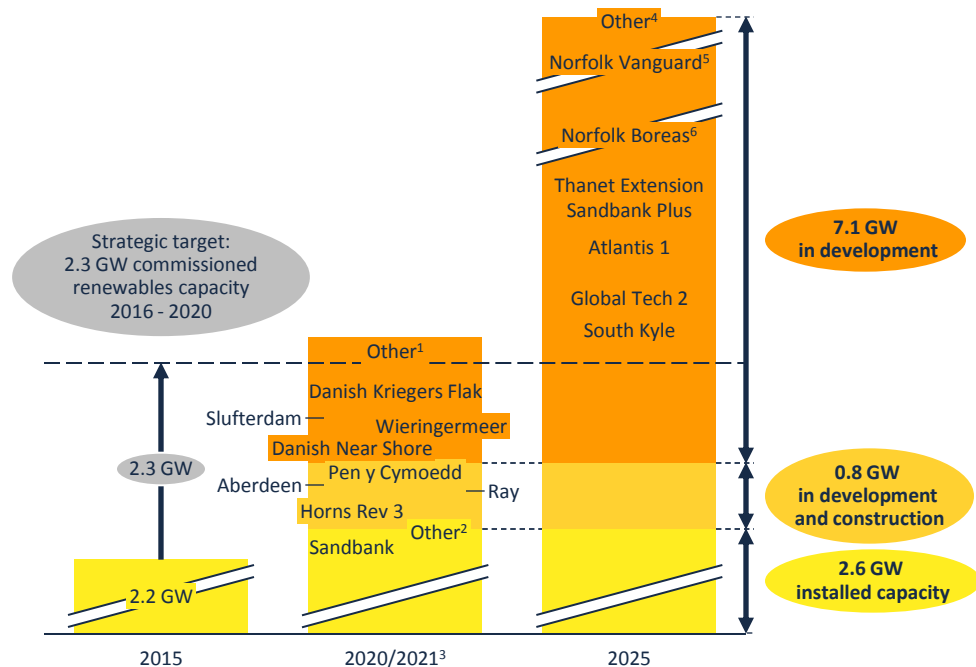 Other4
Norfolk Vanguard5
Norfolk Boreas6
Thanet Extension
Sandbank Plus
Atlantis 1
Global Tech 2
South Kyle
7.1 GW
in development
Strategic target:
2.3 GW commissioned
renewables capacity
2016 - 2020
Other1
Danish Kriegers Flak
Slufterdam
Wieringermeer
Danish Near Shore
2.3 GW
Pen y Cymoedd
Aberdeen
Ray
Horns Rev 3
0.8 GW
in development
and construction
Other2
Sandbank
2.6 GW
installed capacity
2.2 GW
2015
2020/20213
2025